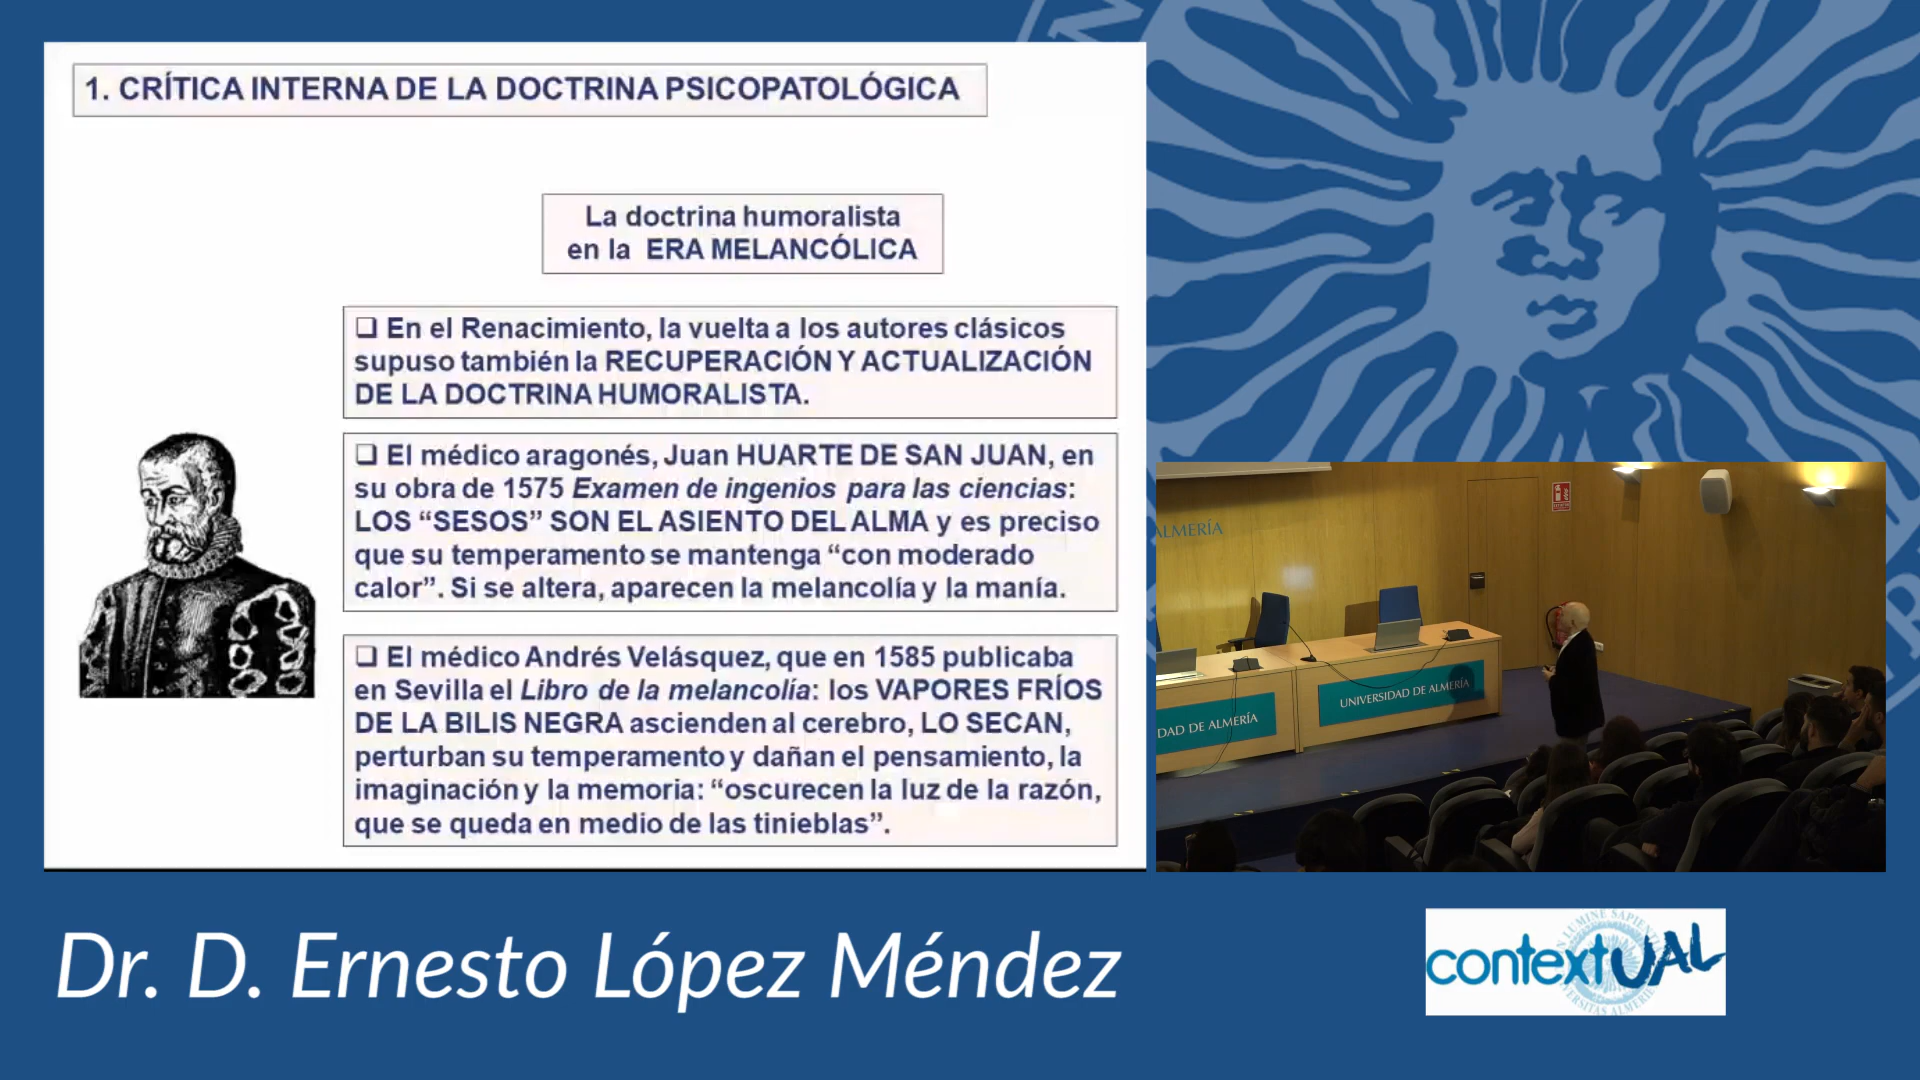 1. CRÍTICA INTERNA DE LA DOCTRINA PSICOPATOLÓGICA
La doctrina humoralista
en la ERA MELANCÓLICA
❑ En el Renacimiento, la vuelta a los autores clásicos
supuso también la RECUPERACIÓN Y ACTUALIZACIÓN
DE LA DOCTRINA HUMORALISTA.
❑ El médico aragonés, Juan HUARTE DE SAN JUAN, en
su obra de 1575 Examen de ingenios para las ciencias:
LOS “SESOS” SON EL ASIENTO DEL ALMA y es preciso
que su temperamento se mantenga “con moderado
calor”. Si se altera, aparecen la melancolía y la manía.
❑ El médico Andrés Velásquez, que en 1585 publicaba
en Sevilla el Libro de la melancolía: los VAPORES FRÍOS
DE LA BILIS NEGRA ascienden al cerebro, LO SECAN,
perturban su temperamento y dañan el pensamiento, la
imaginación y la memoria: “oscurecen la luz de la razón,
que se queda en medio de las tinieblas”.
ALMERÍA
UNIVERSIDAD DE ALMERÍA
DAD DE ALMERÍA
Dr. D. Ernesto López Méndez
contextUAL